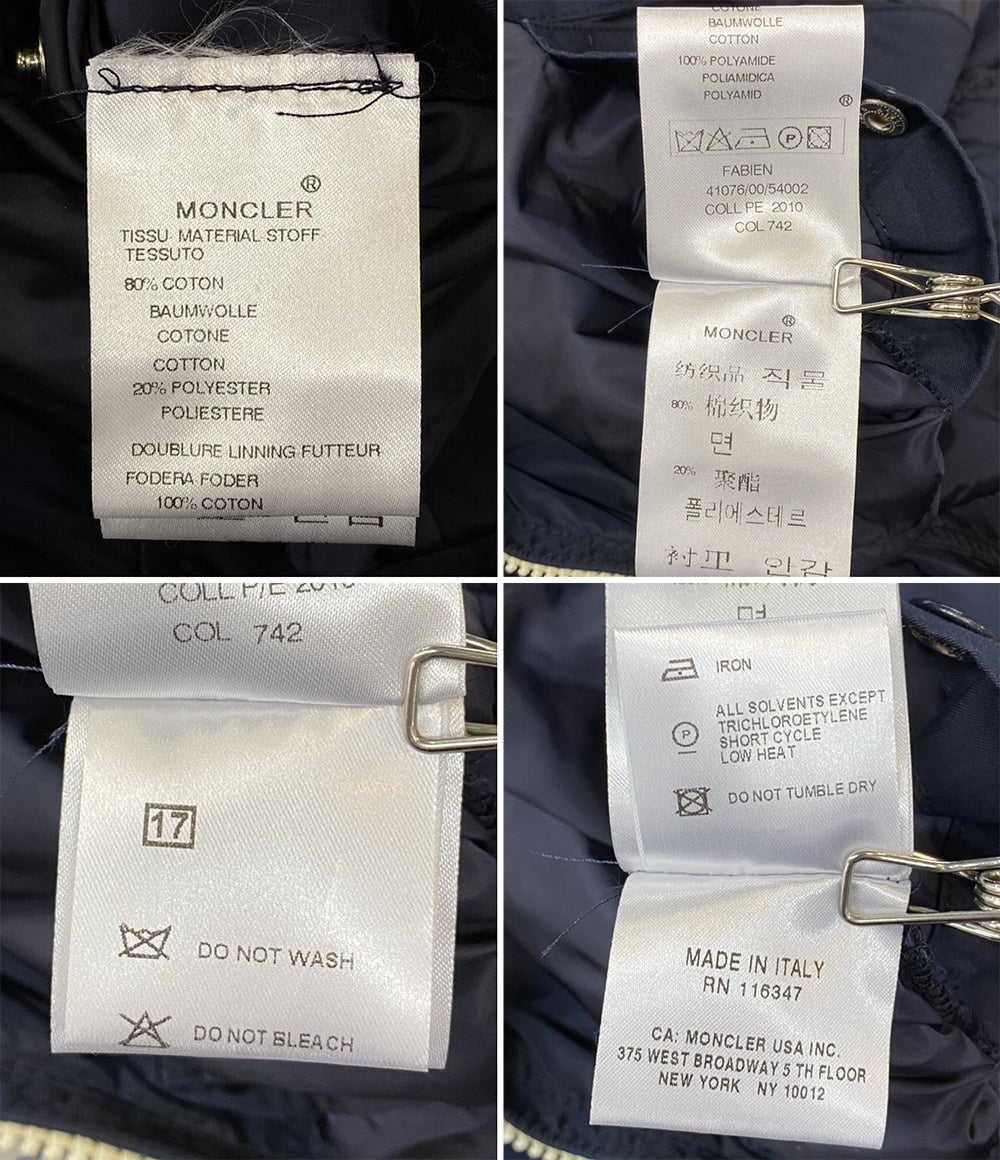 ®
MONCLER
TISSU MATERIAL STOFF
TESSUTO
80% COTON
BAUMWOLLE
COTONE
COTTON
20% POLYESTER
POLIESTERE
DOUBLURE LINNING FUTTEUR
FODERA FODER
100% COTON
COTONE
BAUMWOLLE
COTTON
100% POLYAMIDE
POLIAMIDICA
POLYAMID
®
P
FABIEN
41076/00/54002
COLL PE 2010
COL 742
®
MONCLER
纺织品 직물
80% 棉织物
면
20% 聚酯
폴리에스테르
안감
COLL P/E 2010
COL 742
17
DO NOT WASH
DO NOT BLEACH
면
IRON
ALL SOLVENTS EXCEPT
TRICHLOROETYLENE
P SHORT CYCLE
LOW HEAT
DO NOT TUMBLE DRY
MADE IN ITALY
RN 116347
CA: MONCLER USA INC.
375 WEST BROADWAY 5 TH FLOOR
NEW YORK NY 10012